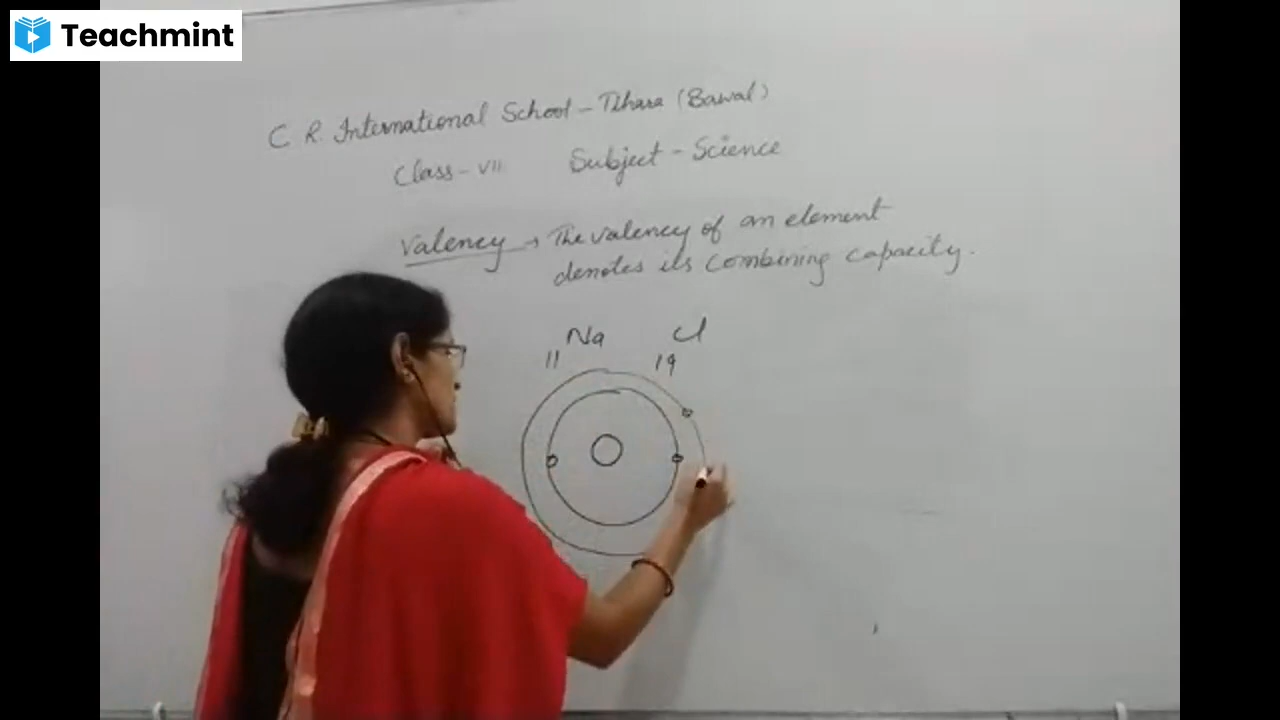 Teachmint
C R. International School - Tihara (Bawal)
Class - VII Subject - Science
Valency → The valency of an element
denotes its combining capacity.
Na Cl
11 19